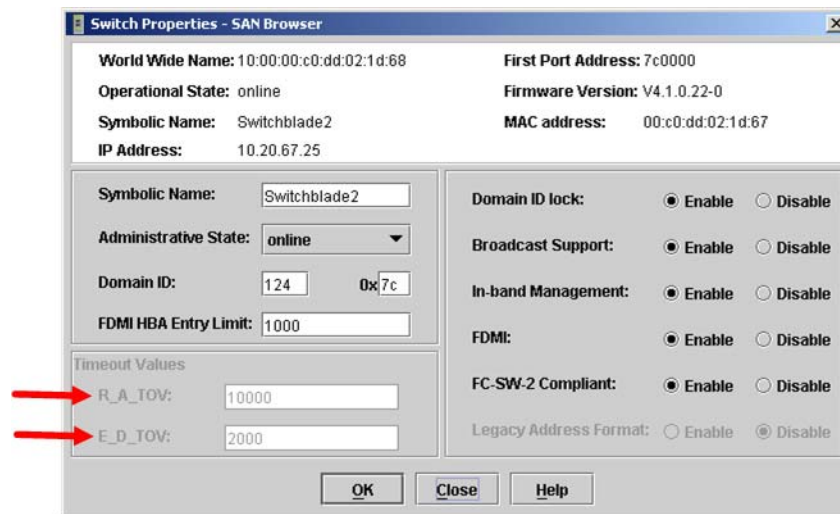 Switch Properties - SAN Browser
World Wide Name: 10:00:00:c0:dd:02:1d:68
First Port Address: 7c0000
Operational State: online
Firmware Version: V4.1.0.22-0
Symbolic Name: Switchblade2
MAC address: 00:c0:dd:02:1d:67
IP Address: 10.20.67.25
Symbolic Name: Switchblade2
Administrative State: online
Domain ID: 124 0x 7c
FDMI HBA Entry Limit: 1000
Timeout Values
R_A_TOV: 10000
E_D_TOV: 2000
Domain ID lock: Enable Disable
Broadcast Support: Enable Disable
In-band Management: Enable Disable
FDMI: Enable Disable
FC-SW-2 Compliant: Enable Disable
Legacy Address Format: Enable Disable
OK Close Help